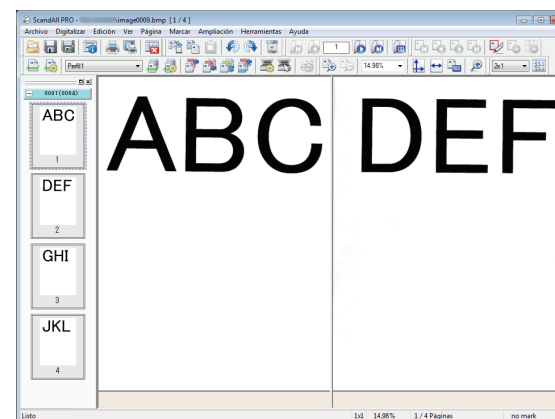 ScandAll PRO - \image0009.bmp [ 1 / 4 ]
Archivo Digitalizar Edición Ver Página Marcar Ampliación Herramientas Ayuda
1
Perfil1 14.98% 2x1
0001(0004)
ABC
1
DEF
2
GHI
3
JKL
4
ABC DEF
Listo 1x1 14.98% 1 / 4 Páginas no mark